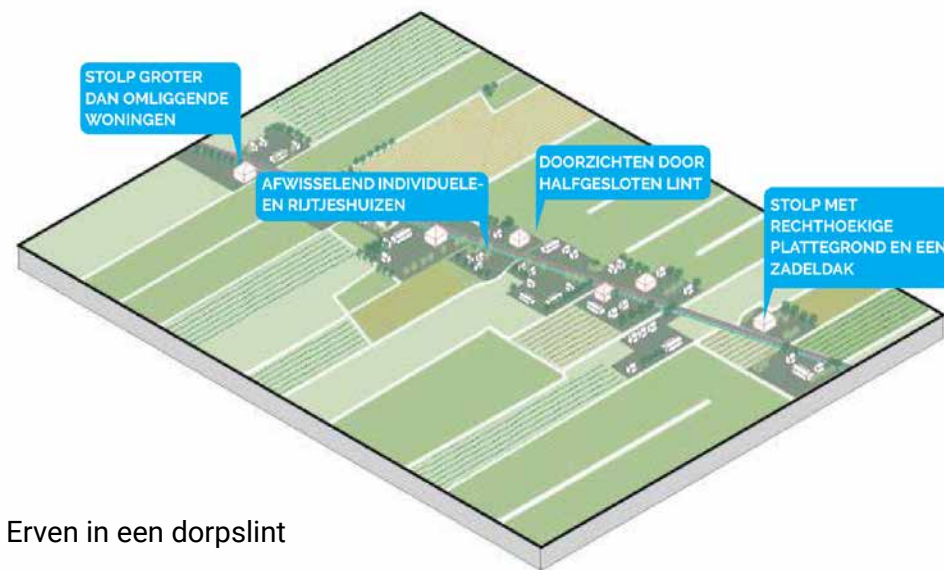 STOLP GROTER
DAN OMLIGGENDE
WONINGEN
AFWISSELEND INDIVIDUELE-
EN RIJTJESHUIZEN
DOORZICHTEN DOOR
HALFGESLOTEN LINT
STOLP MET
RECHTHOEKIGE
PLATTEGROND EN EEN
ZADELDAK
Erven in een dorpslint